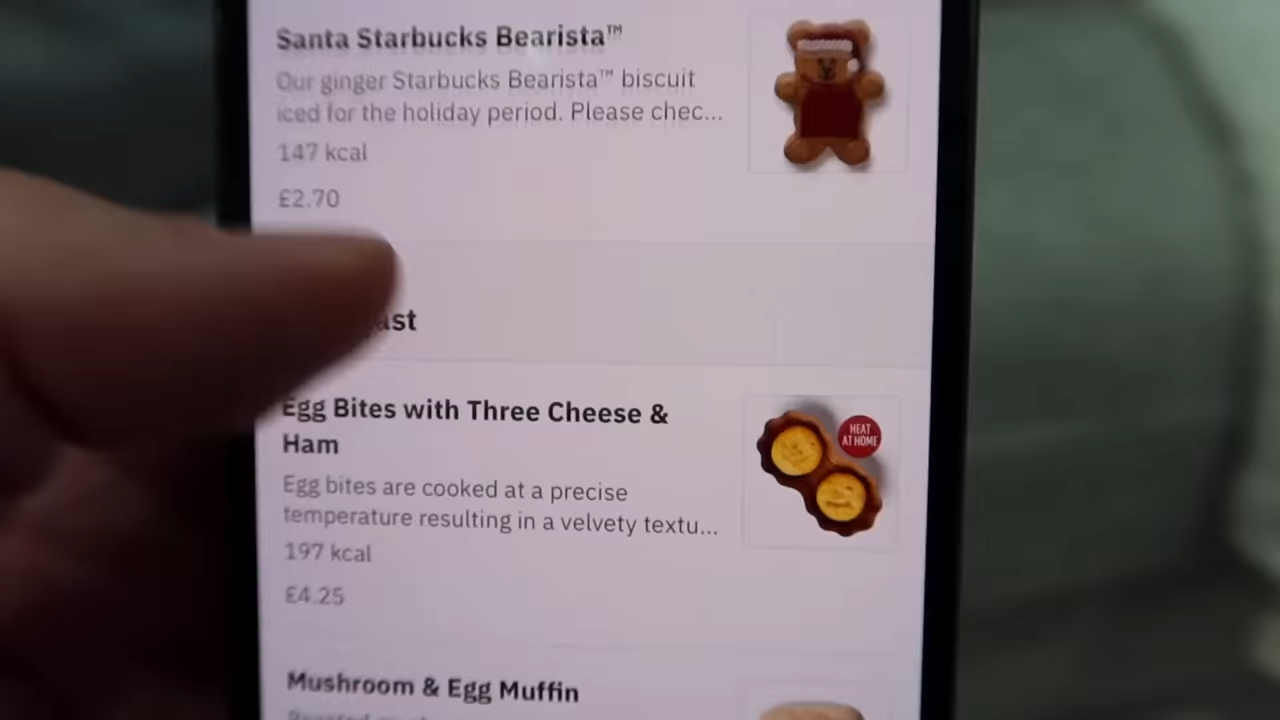 Santa Starbucks Bearista™
Our ginger Starbucks Bearista™ biscuit
iced for the holiday period. Please chec...
147 kcal
£2.70
ast
Egg Bites with Three Cheese &
Ham
HEAT
AT HOME
Egg bites are cooked at a precise
temperature resulting in a velvety textu...
197 kcal
£4.25
Mushroom & Egg Muffin